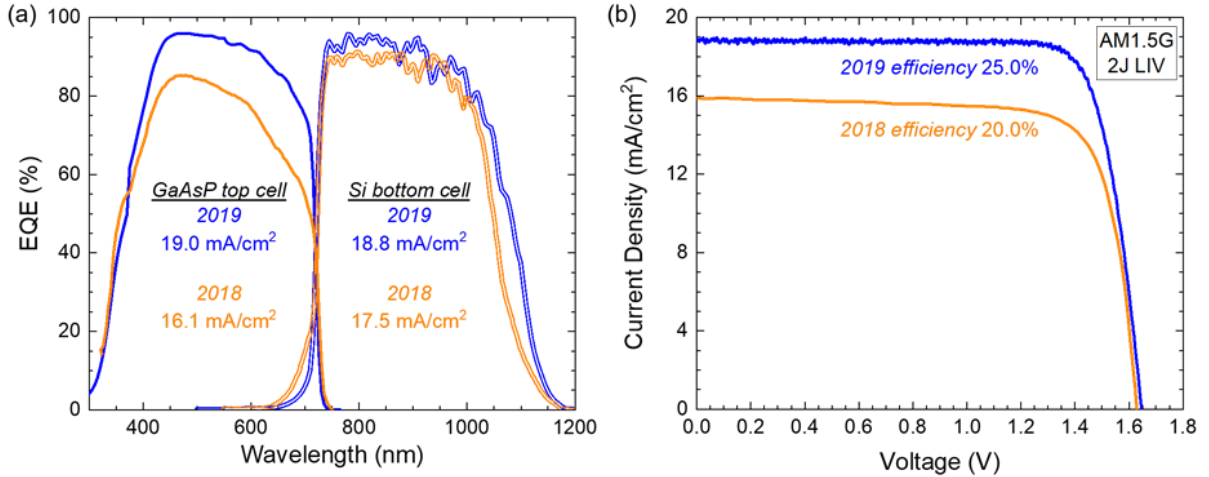 (a)
100
80
60
40
20
0
EQE (%)
GaAsP top cell
2019
19.0 mA/cm²
2018
16.1 mA/cm²
Si bottom cell
2019
18.8 mA/cm²
2018
17.5 mA/cm²
400
600
800
1000
1200
Wavelength (nm)
(b)
20
16
12
8
4
0
Current Density (mA/cm²)
AM1.5G
2J LIV
2019 efficiency 25.0%
2018 efficiency 20.0%
0.0
0.2
0.4
0.6
0.8
1.0
1.2
1.4
1.6
1.8
Voltage (V)